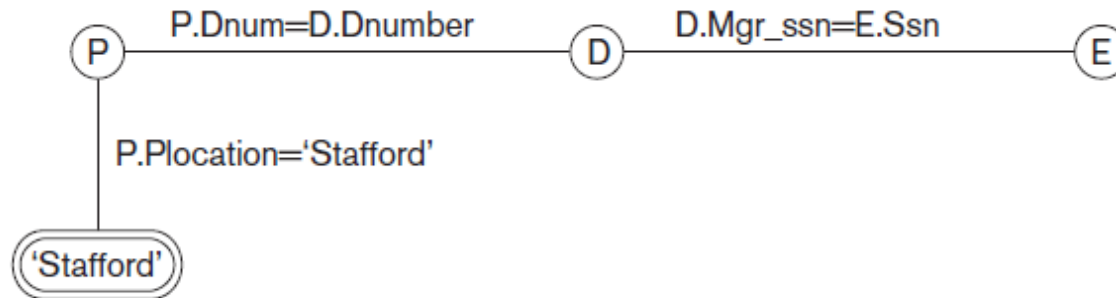 P.Dnum=D.Dnumber
D.Mgr_ssn=E.Ssn
P
D
E
P.Plocation=‘Stafford’
‘Stafford’